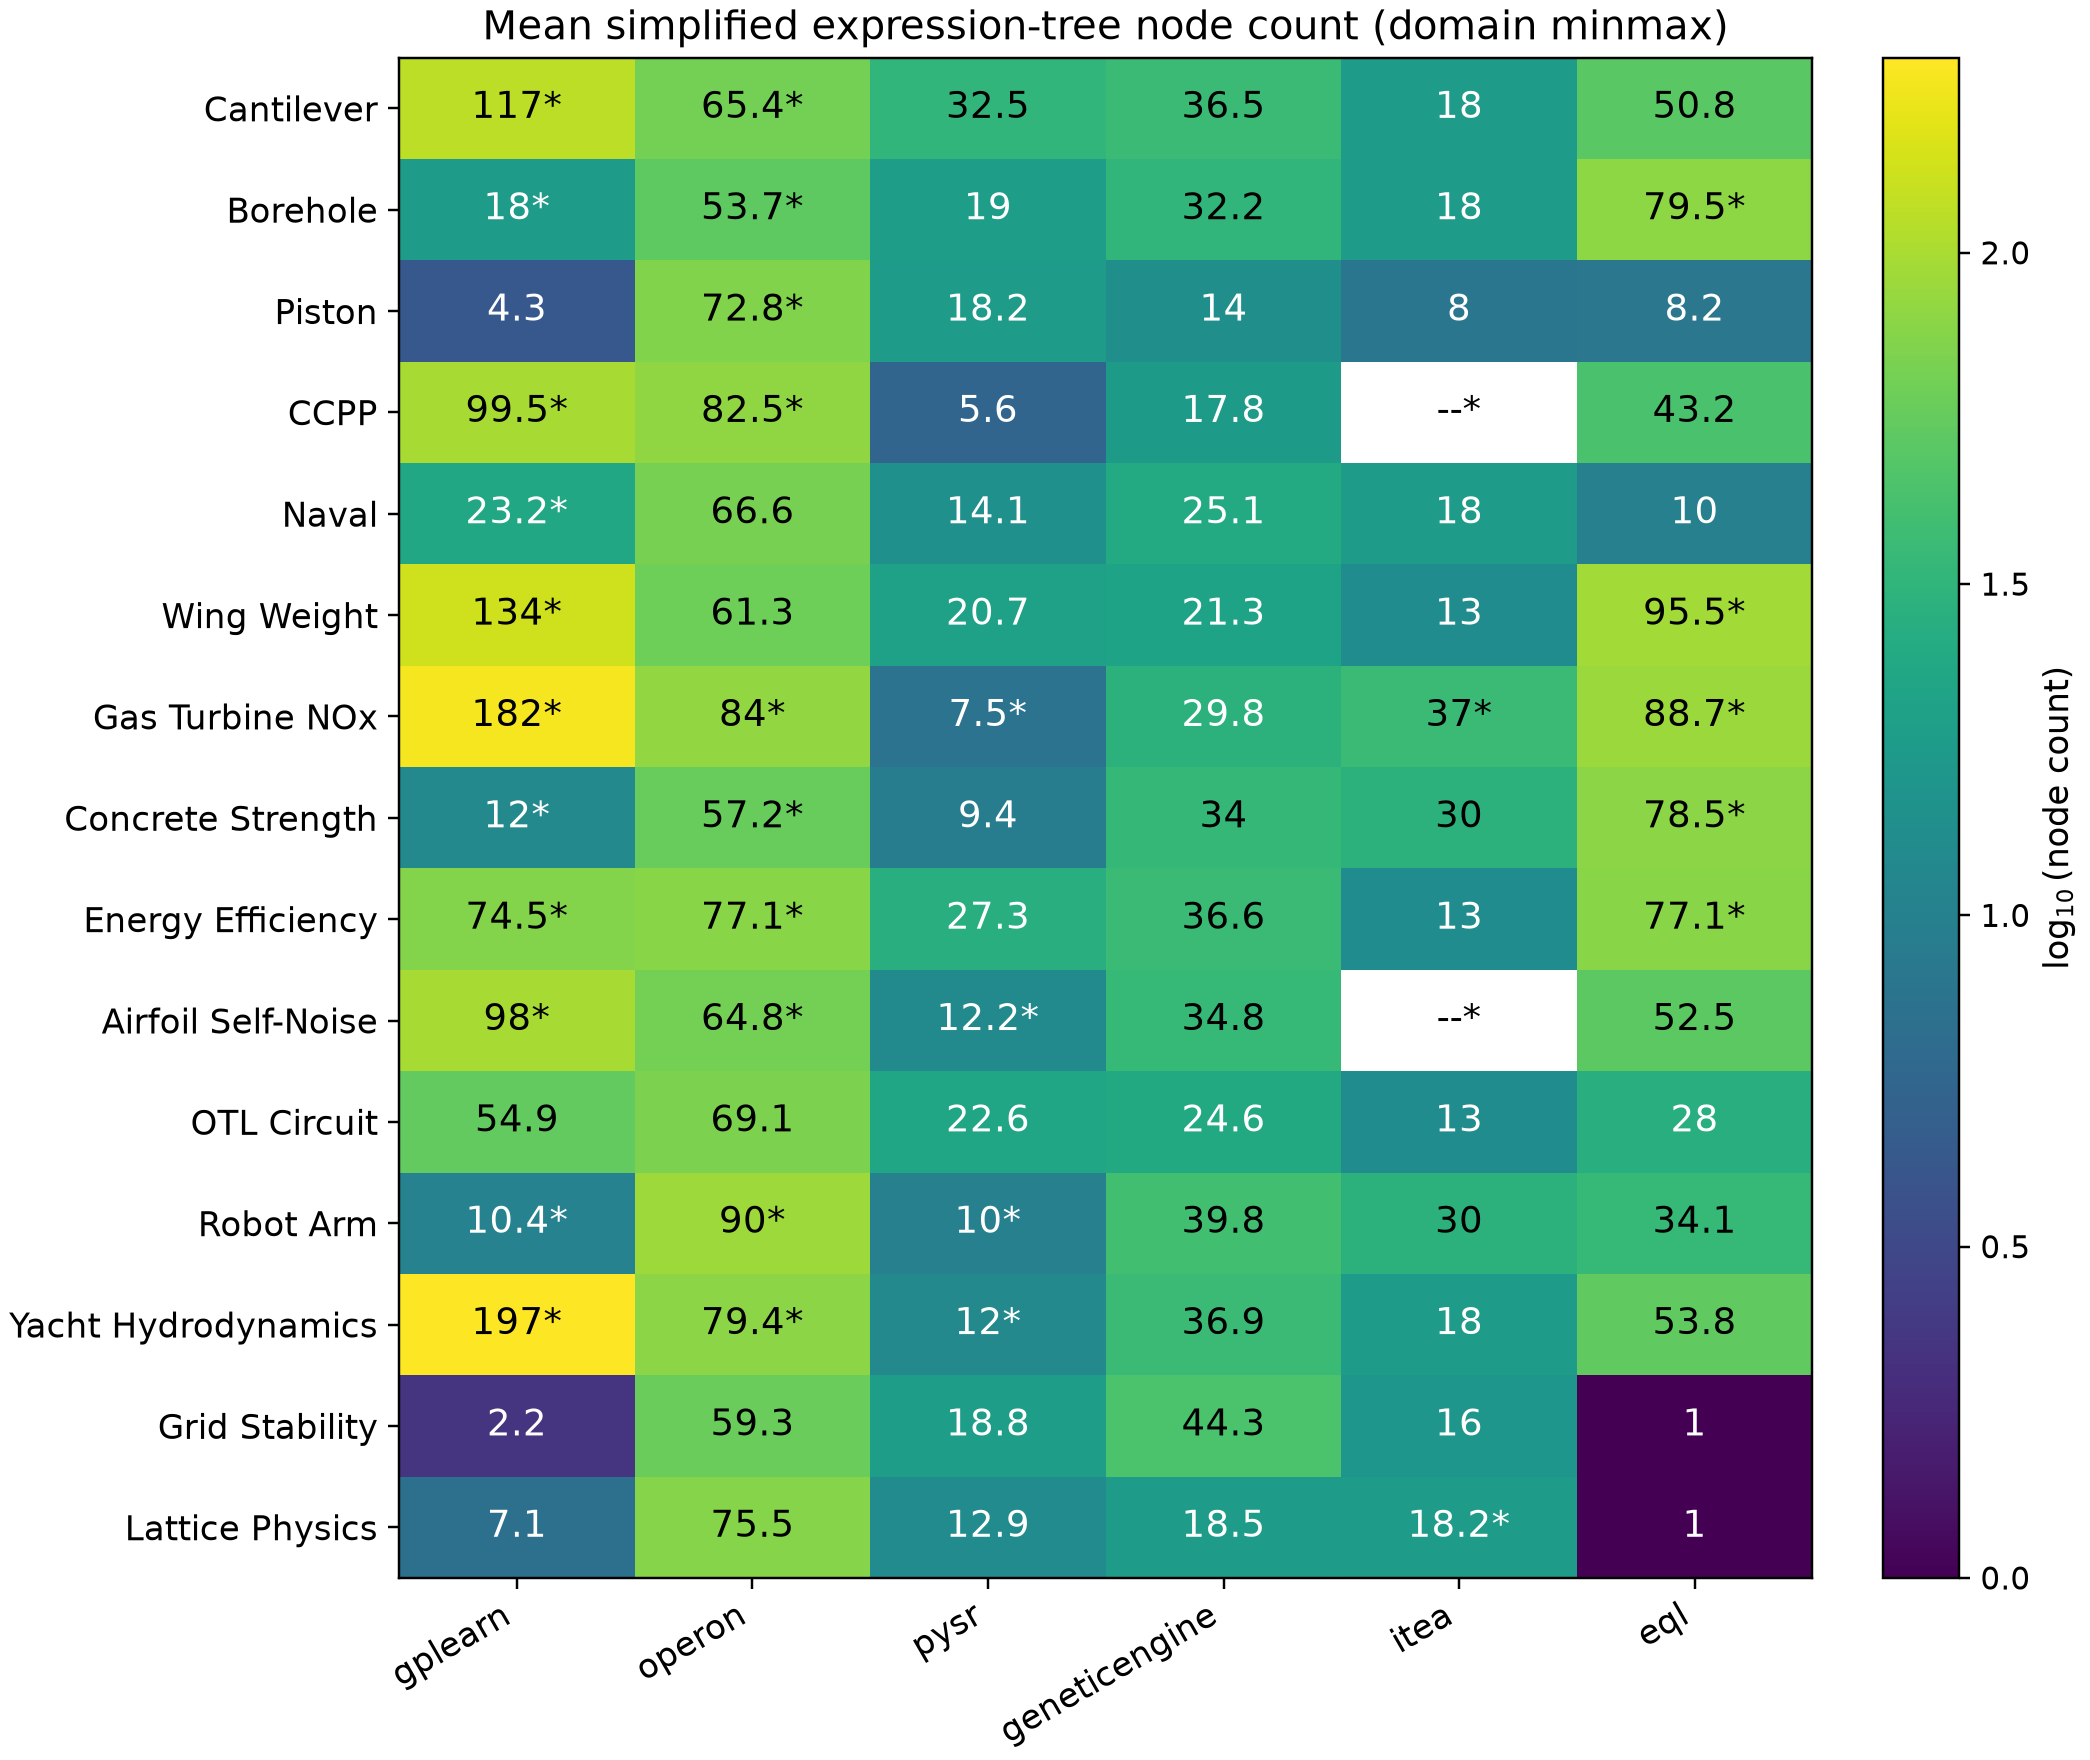 Mean simplified expression-tree node count (domain minmax)
Cantilever 117* 65.4* 32.5 36.5 18 50.8
Borehole 18* 53.7* 19 32.2 18 79.5*
Piston 4.3 72.8* 18.2 14 8 8.2
CCPP 99.5* 82.5* 5.6 17.8 --* 43.2
Naval 23.2* 66.6 14.1 25.1 18 10
Wing Weight 134* 61.3 20.7 21.3 13 95.5*
Gas Turbine NOx 182* 84* 7.5* 29.8 37* 88.7*
Concrete Strength 12* 57.2* 9.4 34 30 78.5*
Energy Efficiency 74.5* 77.1* 27.3 36.6 13 77.1*
Airfoil Self-Noise 98* 64.8* 12.2* 34.8 --* 52.5
OTL Circuit 54.9 69.1 22.6 24.6 13 28
Robot Arm 10.4* 90* 10* 39.8 30 34.1
Yacht Hydrodynamics 197* 79.4* 12* 36.9 18 53.8
Grid Stability 2.2 59.3 18.8 44.3 16 1
Lattice Physics 7.1 75.5 12.9 18.5 18.2* 1
gplearn operon pysr geneticengine itea eql
2.0
1.5
1.0
0.5
0.0
log₁₀ (node count)